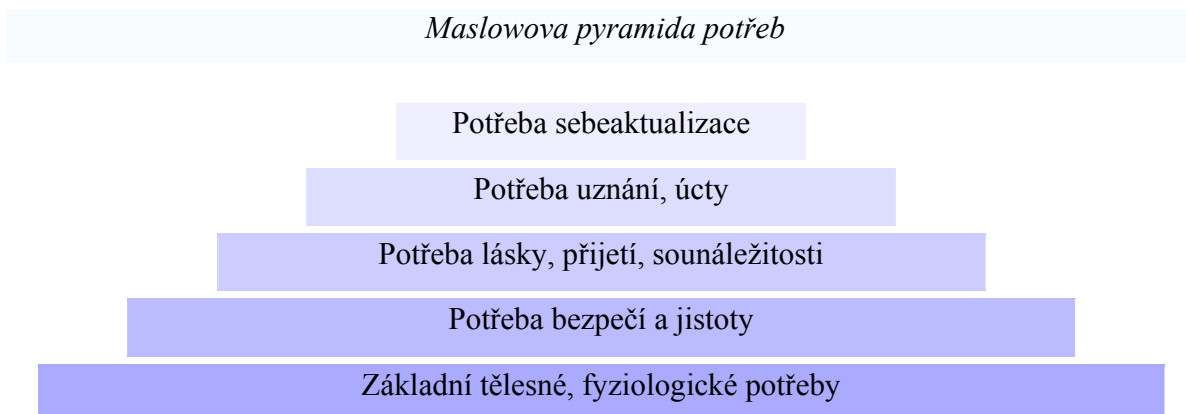 Maslowova pyramida potřeb
Potřeba sebeaktualizace
Potřeba uznání, úcty
Potřeba lásky, přijetí, sounáležitosti
Potřeba bezpečí a jistoty
Základní tělesné, fyziologické potřeby